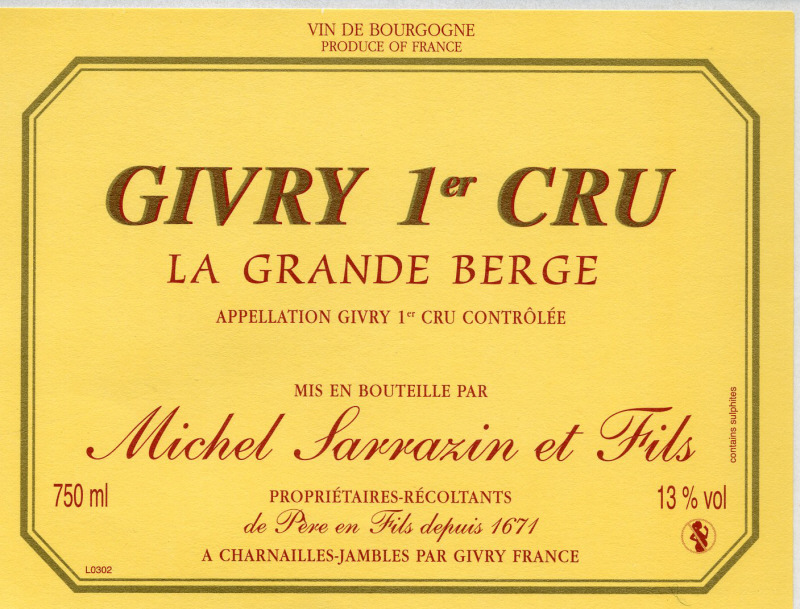 VIN DE BOURGOGNE
PRODUCE OF FRANCE
GIVRY 1er CRU
LA GRANDE BERGE
APPELLATION GIVRY 1er CRU CONTRÔLÉE
MIS EN BOUTEILLE PAR
Michel Sarrazin et Fils
contains sulphites
750 ml
PROPRIÉTAIRES-RÉCOLTANTS
13 % vol
de Père en Fils depuis 1671
A CHARNAILLES-JAMBLES PAR GIVRY FRANCE
L0302